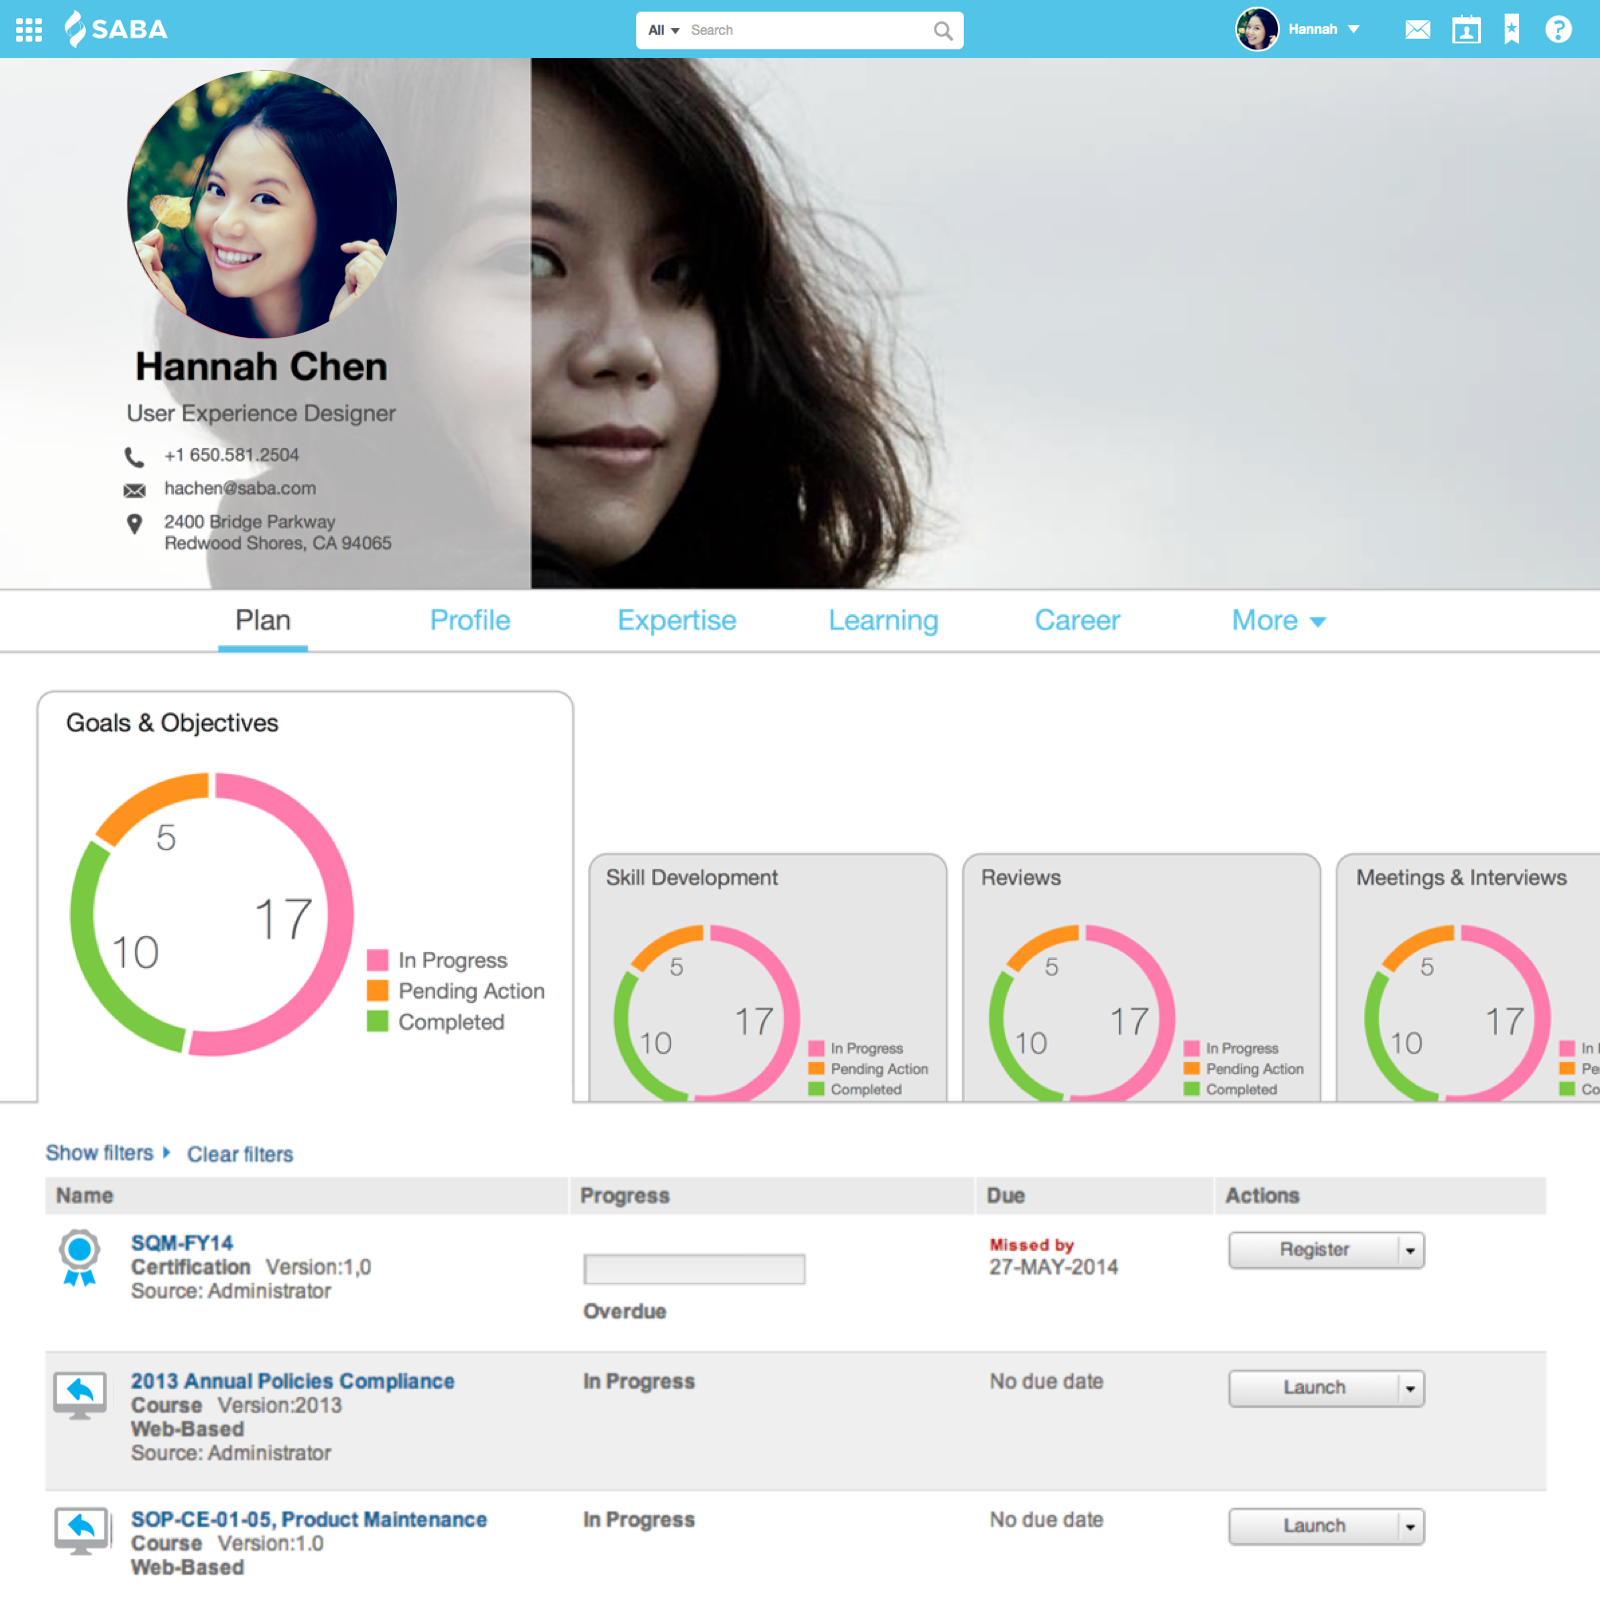 SABA
All
Search
Hannah
Hannah Chen
User Experience Designer
+1 650.581.2504
hachen@saba.com
2400 Bridge Parkway
Redwood Shores, CA 94065
Plan
Profile
Expertise
Learning
Career
More
Goals & Objectives
5
17
10
In Progress
Pending Action
Completed
Skill Development
5
17
10
In Progress
Pending Action
Completed
Reviews
5
17
10
In Progress
Pending Action
Completed
Meetings & Interviews
5
17
10
In
Pe
Co
Show filters
Clear filters
Name
Progress
Due
Actions
SQM-FY14
Certification Version:1,0
Source: Administrator
Overdue
Missed by
27-MAY-2014
Register
2013 Annual Policies Compliance
Course Version:2013
Web-Based
Source: Administrator
In Progress
No due date
Launch
SOP-CE-01-05, Product Maintenance
Course Version:1.0
Web-Based
In Progress
No due date
Launch